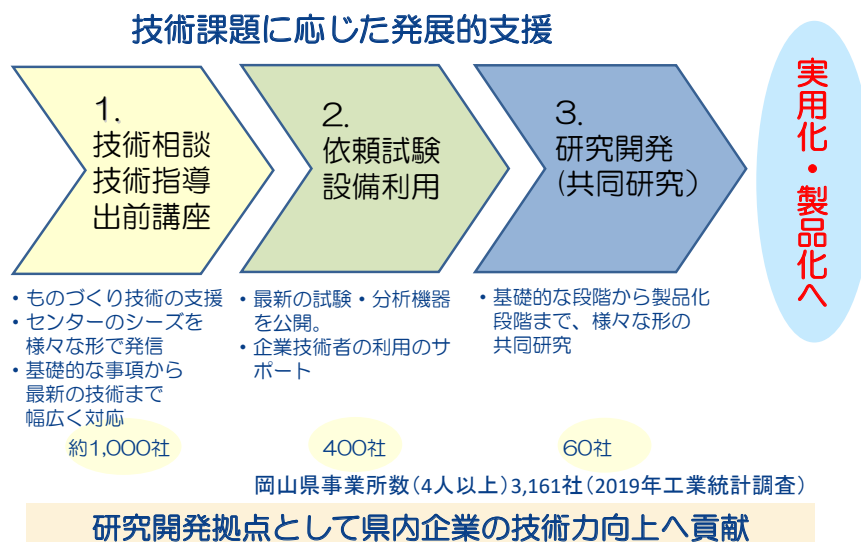 技術課題に応じた発展的支援
1.
技術相談
技術指導
出前講座
2.
依頼試験
設備利用
3.
研究開発
(共同研究）
実用化・製品化へ
・ものづくり技術の支援
・センターのシーズを
様々な形で発信
・基礎的な事項から
最新の技術まで
幅広く対応
・最新の試験・分析機器
を公開。
・企業技術者の利用のサ
ポート
・基礎的な段階から製品化
段階まで、様々な形の
共同研究
約1,000社
400社
60社
岡山県事業所数（4人以上）3,161社（2019年工業統計調査）
研究開発拠点として県内企業の技術力向上へ貢献